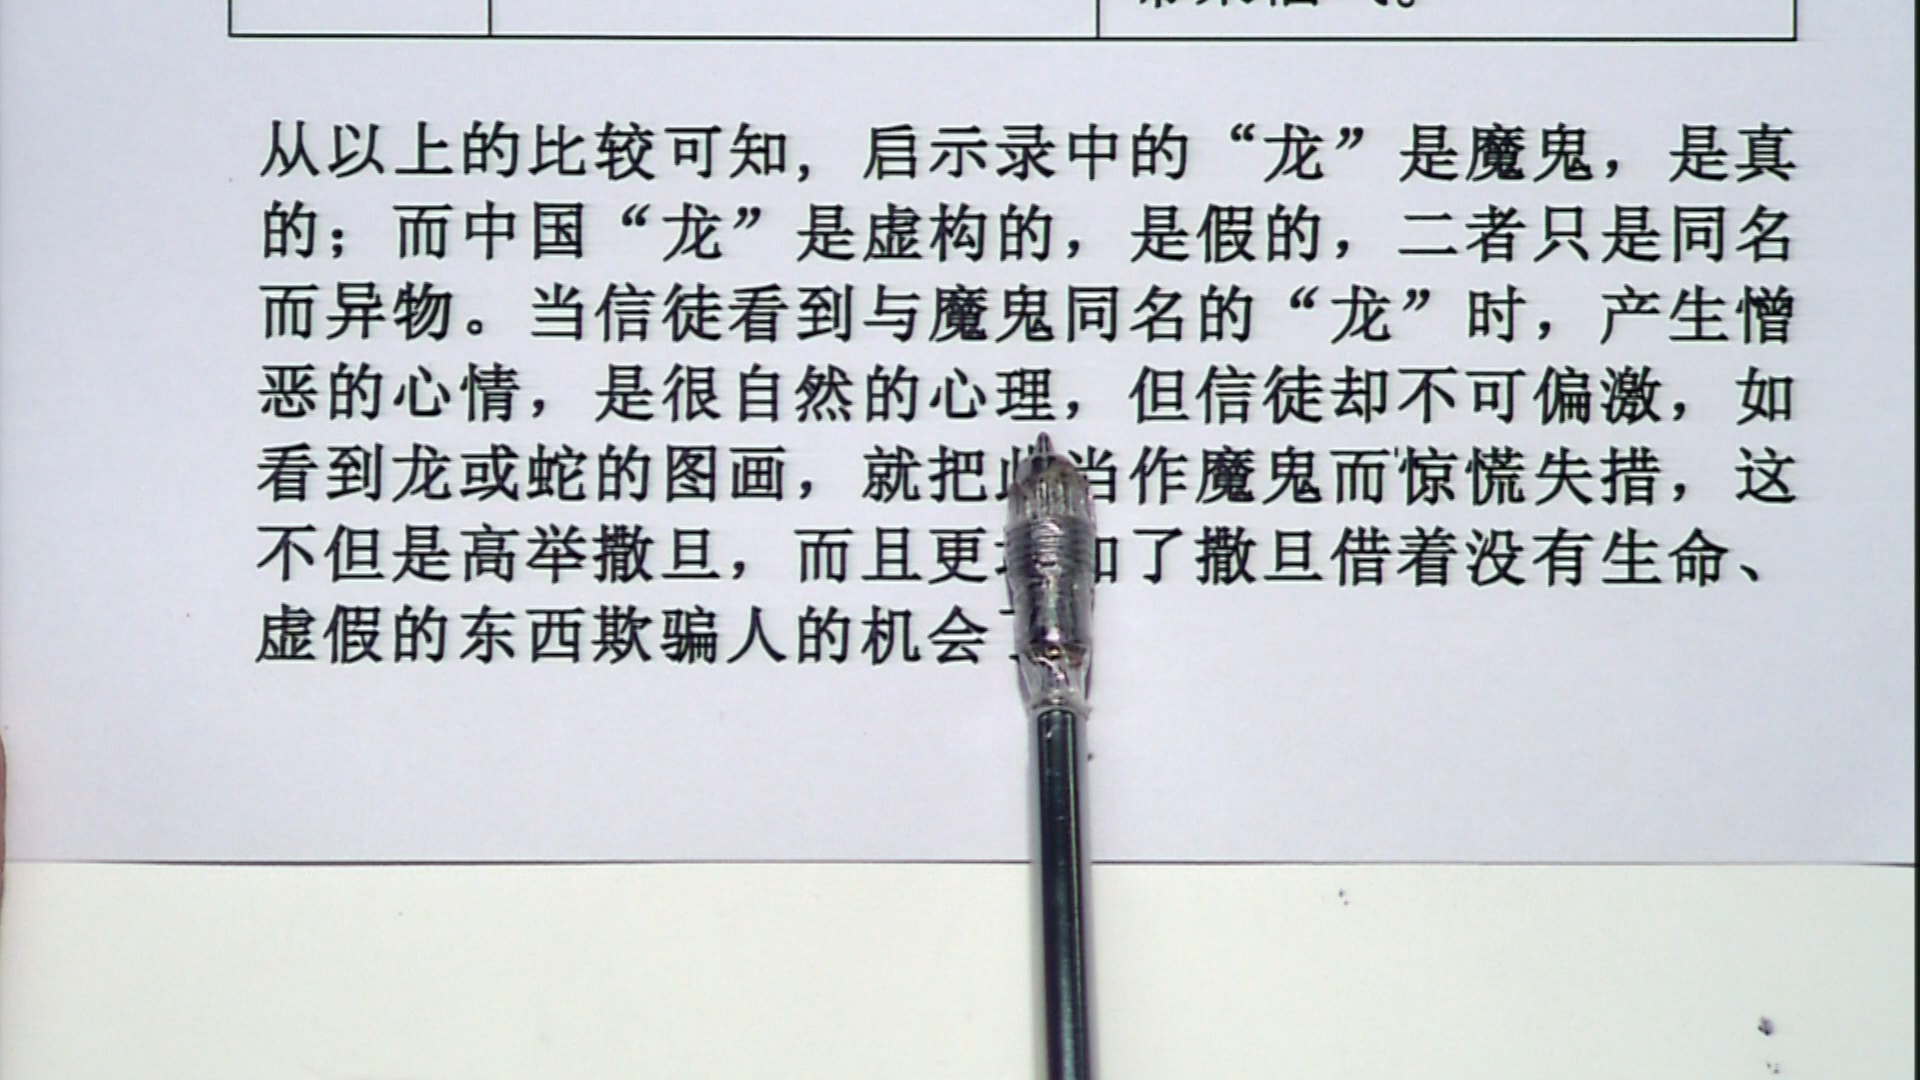 从以上的比较可知，启示录中的“龙”是魔鬼，是真
的；而中国“龙”是虚构的，是假的，二者只是同名
而异物。当信徒看到与魔鬼同名的“龙”时，产生憎
恶的心情，是很自然的心理，但信徒却不可偏激，如
看到龙或蛇的图画，就把当作魔鬼而惊慌失措，这
不但是高举撒旦，而且更了撒旦借着没有生命、
虚假的东西欺骗人的机会